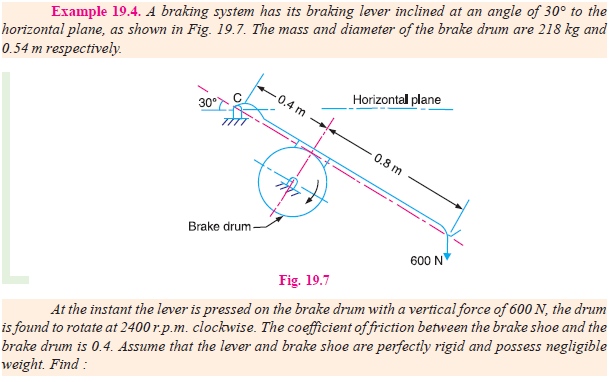 Example 19.4. A braking system has its braking lever inclined at an angle of 30° to the
horizontal plane, as shown in Fig. 19.7. The mass and diameter of the brake drum are 218 kg and
0.54 m respectively.
30°
C
0.4 m
Horizontal plane
0.8 m
Brake drum
600 N
Fig. 19.7
At the instant the lever is pressed on the brake drum with a vertical force of 600 N, the drum
is found to rotate at 2400 r.p.m. clockwise. The coefficient of friction between the brake shoe and the
brake drum is 0.4. Assume that the lever and brake shoe are perfectly rigid and possess negligible
weight. Find :